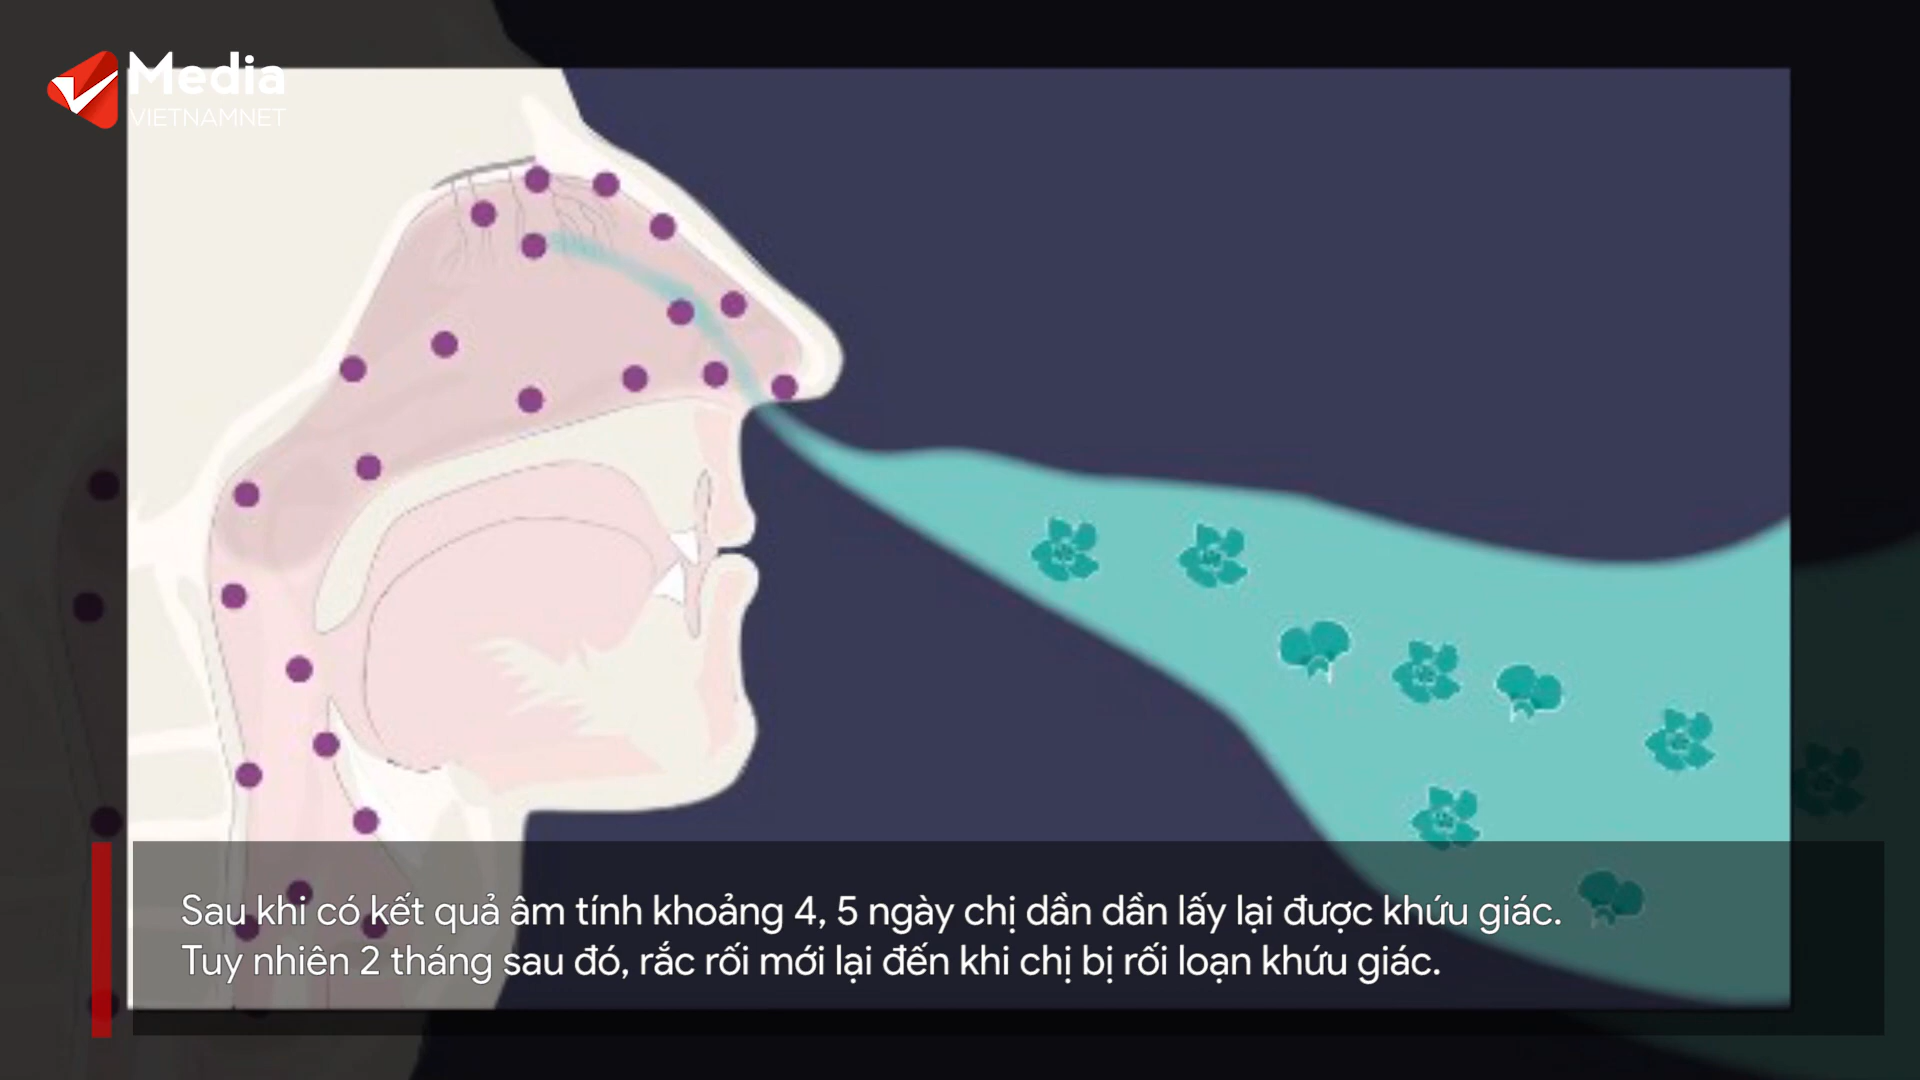 Media
VIETNAMNET
Sau khi có kết quả âm tính khoảng 4, 5 ngày chị dần dần lấy lại được khứu giác.
Tuy nhiên 2 tháng sau đó, rắc rối mới lại đến khi chị bị rối loạn khứu giác.